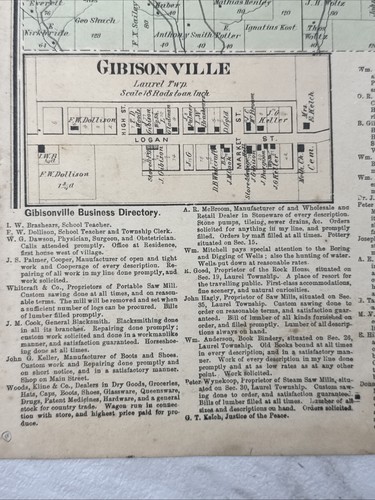 Everett
Geo Shuch
E. Kirkbride
F. X. Sailer
Anthony Smith
Potter
Mathias Henley
Ignatius Kost
J. H. Woltz
Thos
GIBISONVILLE
Laurel Twp.
Scale 18 Rods to an Inch
F. W. Dollison
HIGH ST.
LOGAN ST.
MARKET
J. G. Keller
Mrs. B. Welch
J. W. B.
F. W. Dollison
J. Gibison
J. G.
Cem.
Gibisonville Business Directory.
I. W. Brashears, School Teacher.
F. W. Dollison, School Teacher and Township Clerk.
W. G. Dawson, Physician, Surgeon, and Obstetrician.
Calls attended promptly. Office at Residence,
first house west of village.
J. S. Palmer, Cooper, Manufacturer of open and tight
work and Cooperage of every description. Re-
pairing of all work in my line done promptly, and
work solicited.
Whitcraft & Co., Proprietors of Portable Saw Mill.
Custom sawing done at all times, and on reason-
able terms. The mill will be removed and set when
a sufficient number of logs can be procured. Bills
of lumber filled promptly.
J. M. Cook, General Blacksmith. Blacksmithing done
in all its branches. Repairing done promptly;
custom work solicited and done in a workmanlike
manner, and satisfaction guaranteed. Horseshoe-
ing done at all times.
John G. Keller, Manufacturer of Boots and Shoes.
Custom work and repairing promptly done
on short notice, and in a satisfactory manner.
Shop on Main Street.
Woods, Kline & Co., Dealers in Dry Goods, Groceries,
Hats, Caps, Boots, Shoes, Glassware, Queensware,
Drugs, Patent Medicines, Hardware, and a general
stock for country trade. Wagon run in connec-
tion with store, and highest price paid for pro-
duce.
A. R. McBroom, Manufacturer of and Wholesale and
Retail Dealer in Stoneware of every description.
Stone pumps, tileing, sewer drains, &c. Orders
solicited for anything in my line, and promptly
filled. Orders by mail filled at all times. Pottery
situated on Sec. 15.
Wm. Mitchell pays special attention to the Boring
and Digging of Wells; also the hunting of water.
Wells put down at reasonable rates.
R. Good, Proprietor of the Rock House, situated on
Sec. 19, Laurel Township. A place of resort for
the travelling public. First-class accommodations,
fine scenery, and natural curiosities.
John Hagly, Proprietor of Saw Mills, situated on Sec.
35, Laurel Township. Custom sawing done to
order on reasonable terms, and satisfaction guar-
anteed. Bill of lumber of all kinds furnished on
order, and filled promptly. Lumber of all descrip-
tions always on hand.
Wm. Anderson, Book Bindery, situated on Sec. 28,
Laurel Township. Old Books bound at all times
in every description, and in a satisfactory man-
ner. Work of every description in my line done
promptly and at as low rates as at any other
point. Work solicited.
Peter Wynskoop, Proprietor of Steam Saw Mills, situ-
ated on Sec. 20, Laurel Township. Custom sawing
done to order, and satisfaction guaranteed.
Bills of lumber filled at all times. Lumber of all
sizes and descriptions on hand. Orders solicited.
G. T. Kelch, Justice of the Peace.